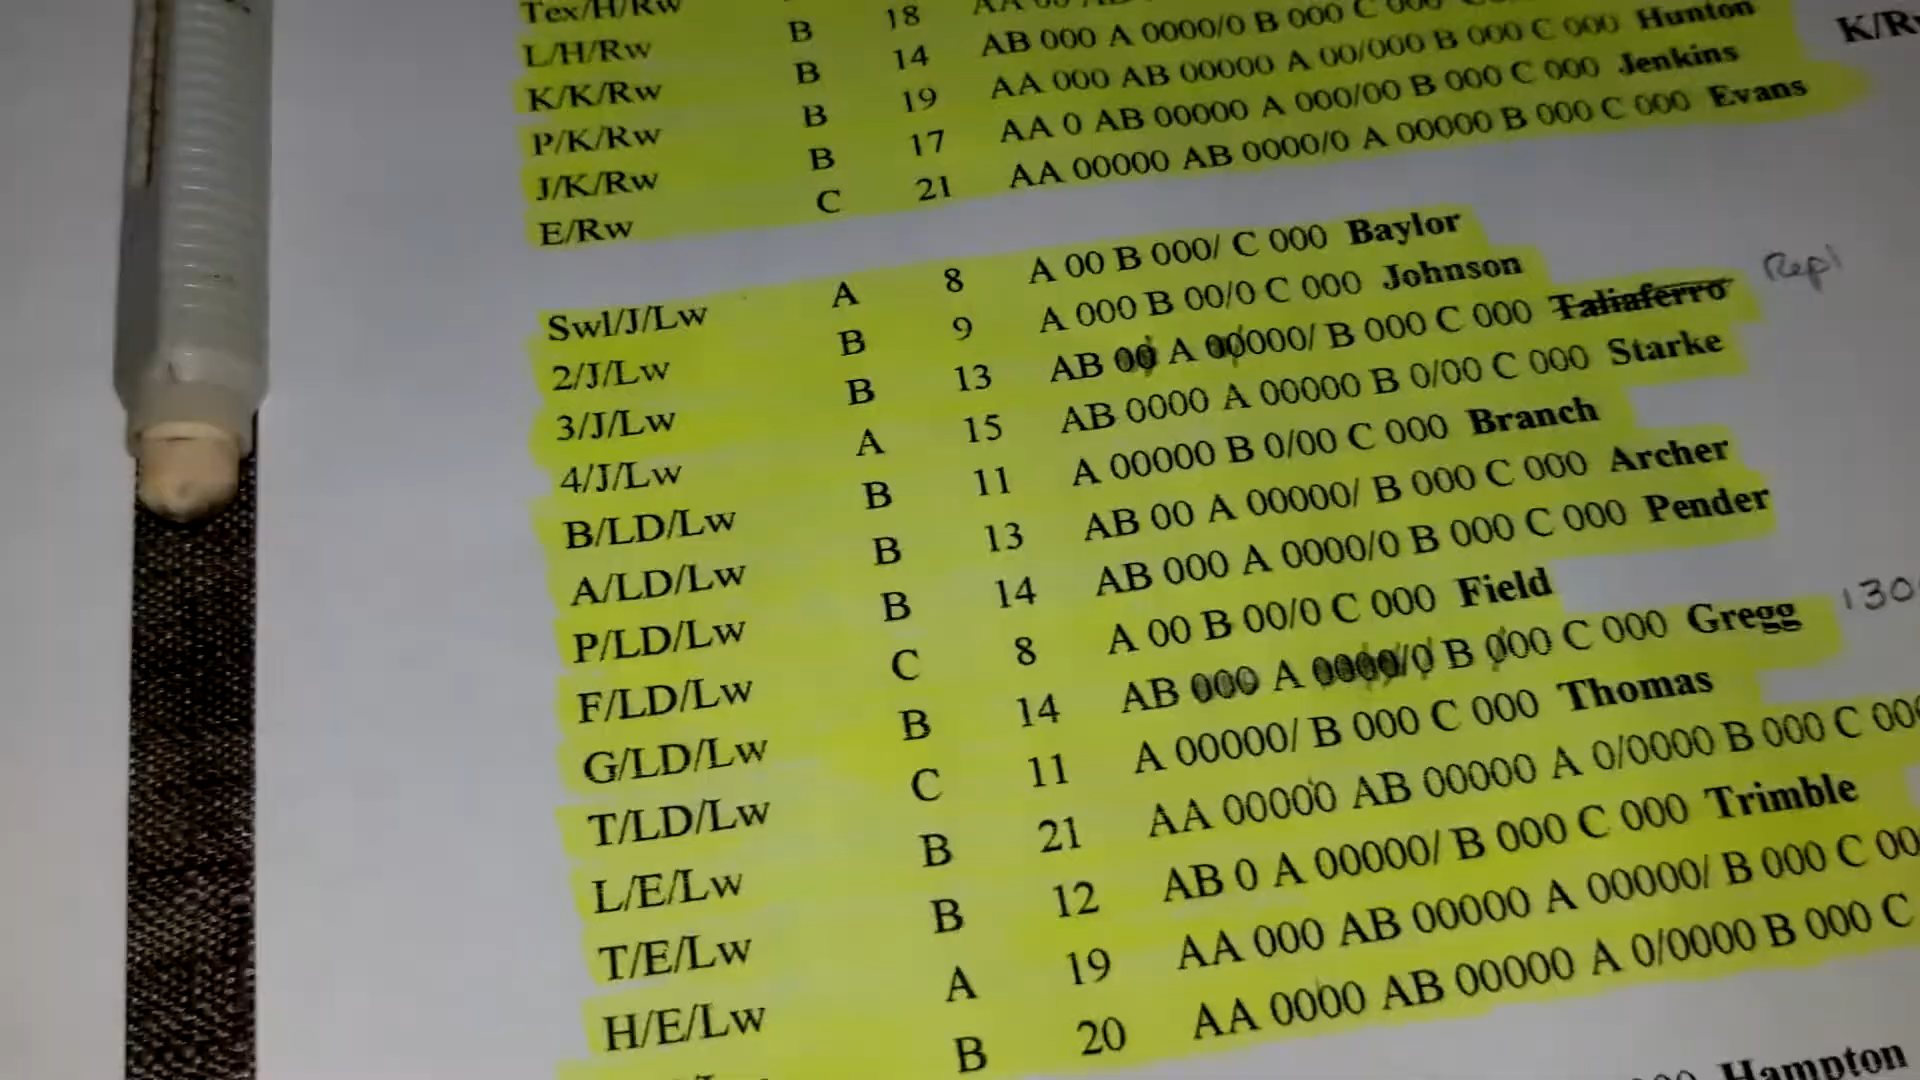 Tex/H/Rw
L/H/Rw B 18 AA 00
K/K/Rw B 14 AB 000 A 0000/0 B 000 C 000
P/K/Rw B 19 AA 000 AB 00000 A 00/000 B 000 C 000 Hunton K/R
J/K/Rw B 17 AA 0 AB 00000 A 000/00 B 000 C 000 Jenkins
E/Rw C 21 AA 00000 AB 0000/0 A 00000 B 000 C 000 Evans
Swl/J/Lw A 8 A 00 B 000/ C 000 Baylor
2/J/Lw B 9 A 000 B 00/0 C 000 Johnson
3/J/Lw B 13 AB 00 A 00000/ B 000 C 000 Taliaferro Repl
4/J/Lw A 15 AB 0000 A 00000 B 0/00 C 000 Starke
B/LD/Lw B 11 A 00000 B 0/00 C 000 Branch
A/LD/Lw B 13 AB 00 A 00000/ B 000 C 000 Archer
P/LD/Lw B 14 AB 000 A 0000/0 B 000 C 000 Pender
F/LD/Lw C 8 A 00 B 00/0 C 000 Field
G/LD/Lw B 14 AB 000 A 0000/0 B 000 C 000 Gregg 130
T/LD/Lw C 11 A 00000/ B 000 C 000 Thomas
L/E/Lw B 21 AA 00000 AB 00000 A 0/0000 B 000 C 000
T/E/Lw B 12 AB 0 A 00000/ B 000 C 000 Trimble
H/E/Lw A 19 AA 000 AB 00000 A 00000/ B 000 C 00
B 20 AA 0000 AB 00000 A 0/0000 B 000 C
Hampton